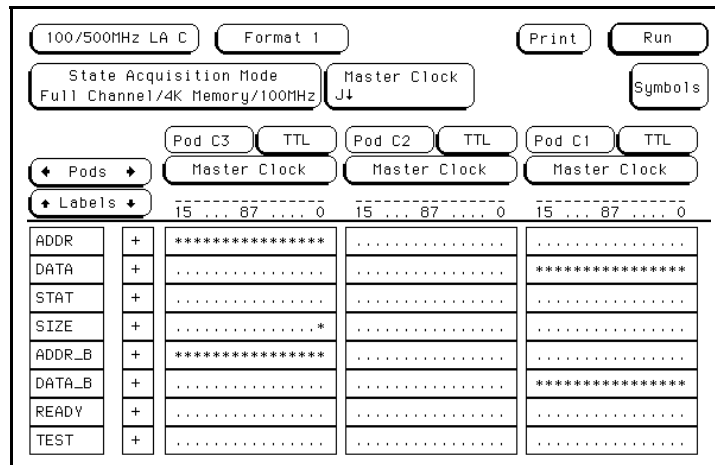 100/500MHz LA C Format 1 Print Run
State Acquisition Mode Master Clock
Full Channel/4K Memory/100MHz J↓ Symbols
Pod C3 TTL Pod C2 TTL Pod C1 TTL
← Pods → Master Clock Master Clock Master Clock
↑ Labels ↓ 15 ... 87 .... 0 15 ... 87 .... 0 15 ... 87 .... 0
ADDR + **************** ................ ................
DATA + ................ ................ ****************
STAT + ................ ................ ................
SIZE + ...............* ................ ................
ADDR_B + **************** ................ ................
DATA_B + ................ ................ ****************
READY + ................ ................ ................
TEST + ................ ................ ................